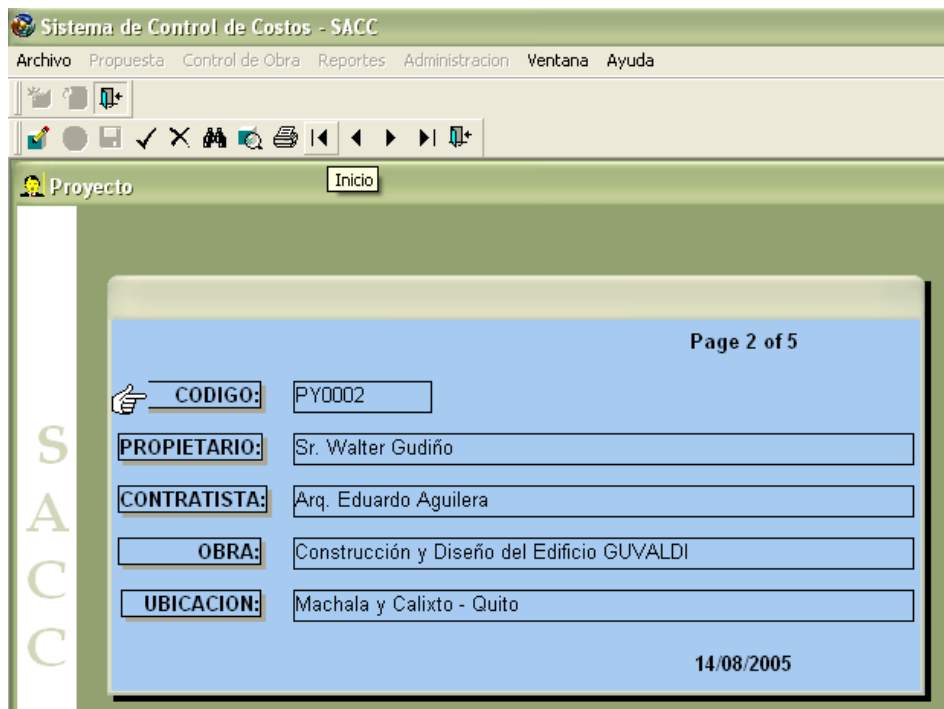 Sistema de Control de Costos - SACC
Archivo Propuesta Control de Obra Reportes Administracion Ventana Ayuda
Inicio
Proyecto
Page 2 of 5
CODIGO: PY0002
PROPIETARIO: Sr. Walter Gudiño
CONTRATISTA: Arq. Eduardo Aguilera
OBRA: Construcción y Diseño del Edificio GUVALDI
UBICACION: Machala y Calixto - Quito
14/08/2005
S
A
C
C